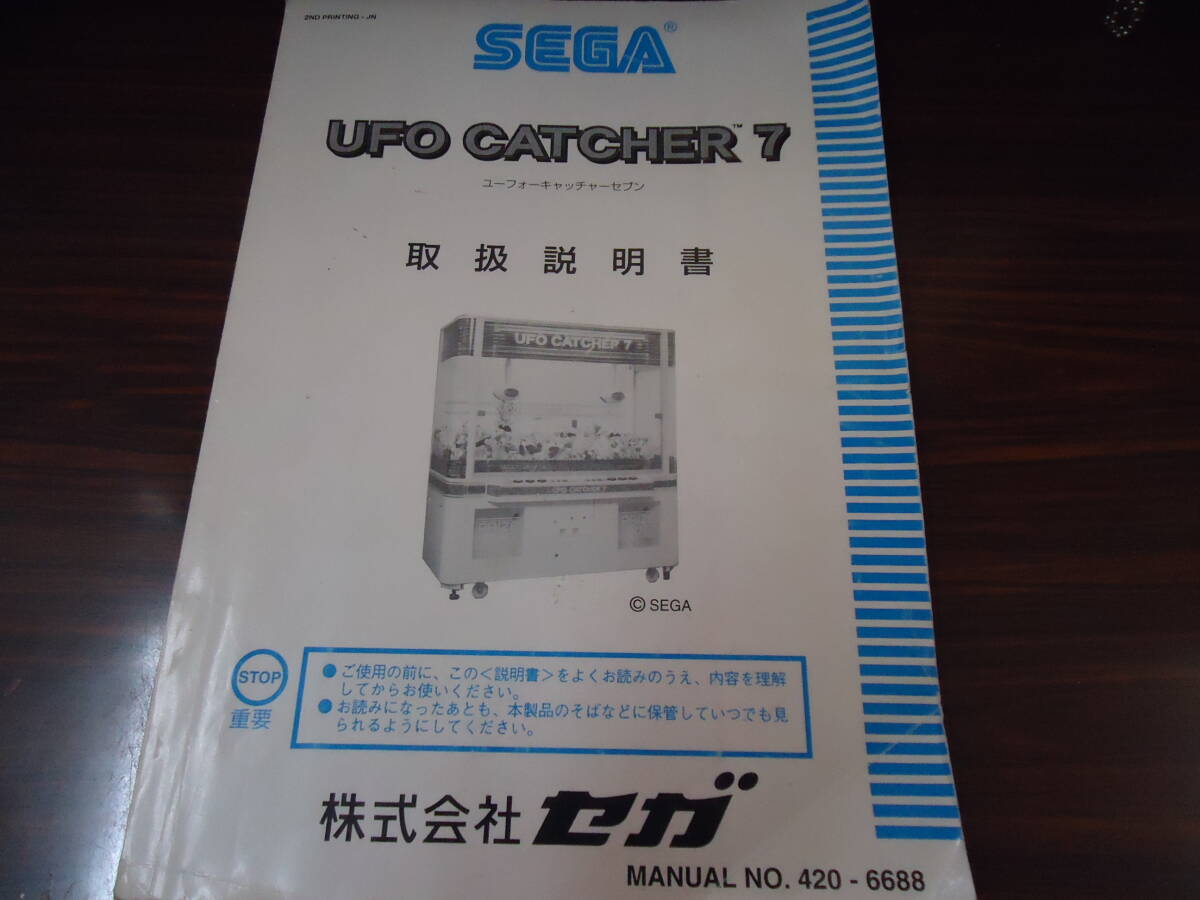 2ND PRINTING - JN
SEGA®
UFO CATCHER™ 7
ユーフォーキャッチャーセブン
取扱説明書
UFO CATCHER 7
UFO CATCHER 7
© SEGA
STOP
重要
●ご使用の前に、この＜説明書＞をよくお読みのうえ、内容を理解
してからお使いください。
●お読みになったあとも、本製品のそばなどに保管していつでも見
られるようにしてください。
株式会社 セガ
MANUAL NO. 420 - 6688